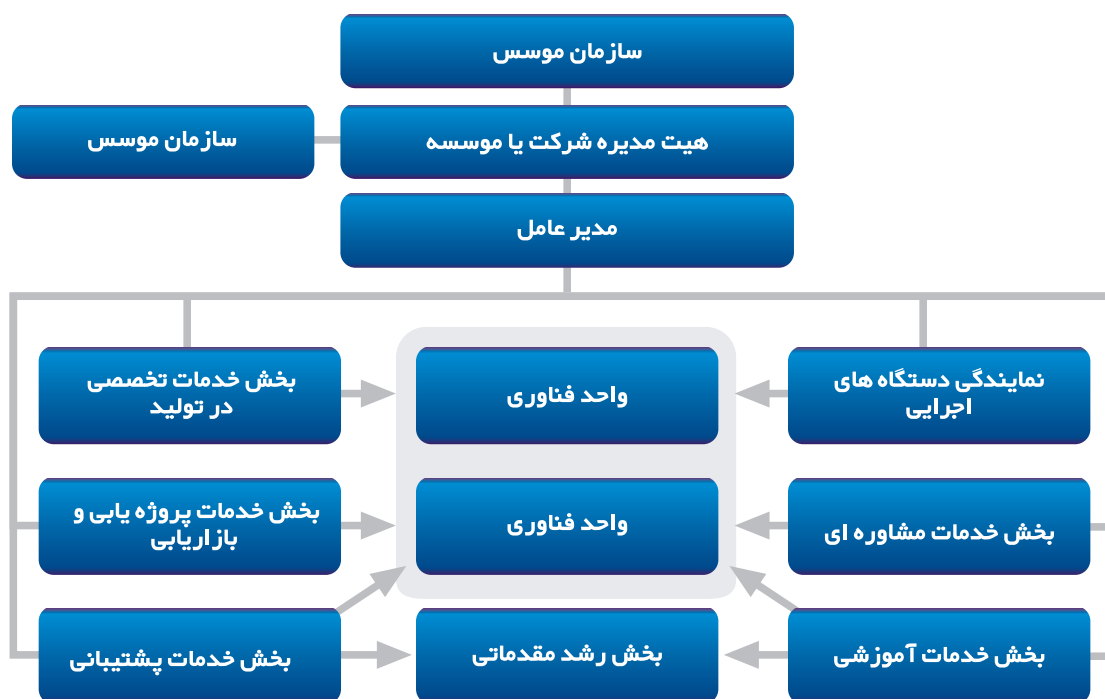 سازمان موسس
هیت مدیره شرکت یا موسسه
سازمان موسس
مدیر عامل
نمایندگی دستگاه های
اجرایی
واحد فناوری
بخش خدمات تخصصی
در تولید
بخش خدمات مشاوره ای
واحد فناوری
بخش خدمات پروژه یابی و
بازاریابی
بخش خدمات آموزشی
بخش رشد مقدماتی
بخش خدمات پشتیبانی